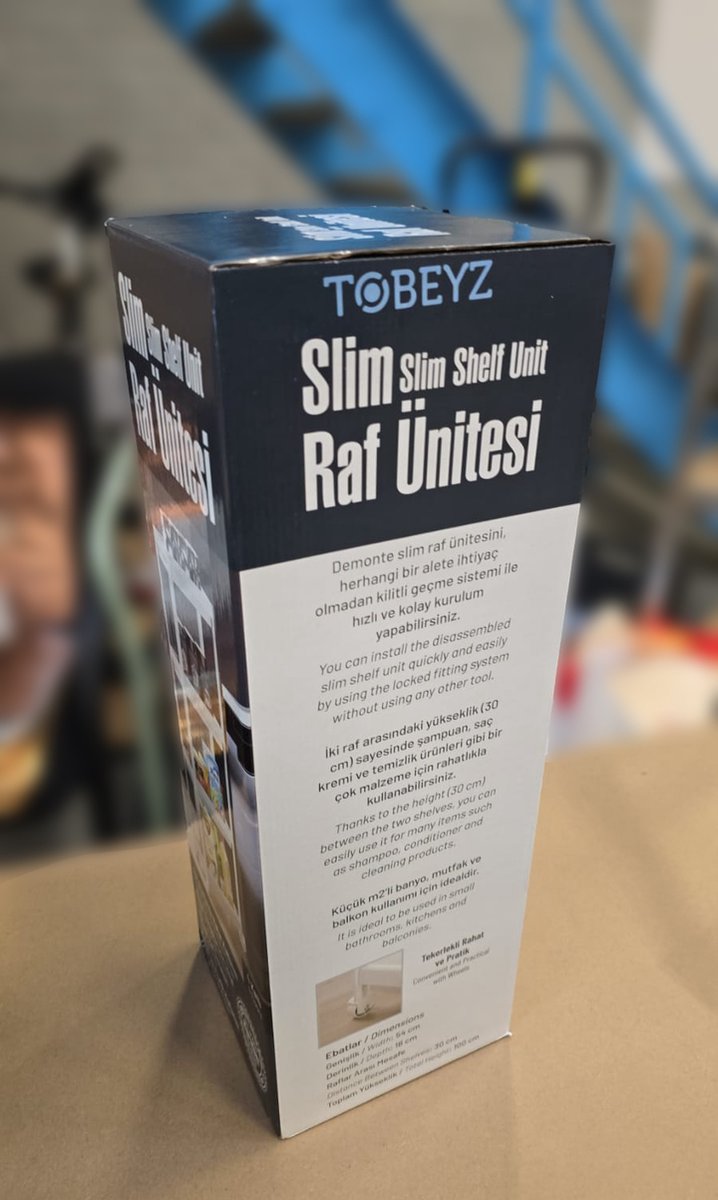 TOBEYZ
Slim Slim Shelf Unit
Raf Ünitesi
Demonte slim raf ünitesini,
herhangi bir alete ihtiyaç
olmadan kilitli geçme sistemi ile
hızlı ve kolay kurulum
yapabilirsiniz.
You can install the disassembled
slim shelf unit quickly and easily
by using the locked fitting system
without using any other tool.
İki raf arasındaki yükseklik (30
cm) sayesinde şampuan, saç
kremi ve temizlik ürünleri gibi bir
çok malzeme için rahatlıkla
kullanabilirsiniz.
Thanks to the height (30 cm)
between the two shelves, you can
easily use it for many items such
as shampoo, conditioner and
cleaning products.
Küçük m2'li banyo, mutfak ve
balkon kullanımı için idealdir.
It is ideal to be used in small
bathrooms, kitchens and
balconies.
Tekerlekli Rahat
ve Pratik
Convenient and Practical
with Wheels
Ebatlar / Dimensions
Genişlik / Width: 54 cm
Derinlik / Depth: 18 cm
Raflar Arası Mesafe
Distance Between Shelves: 30 cm
Toplam Yükseklik / Total Height: 100 cm
Slim Slim Shelf Unit
Raf Ünitesi